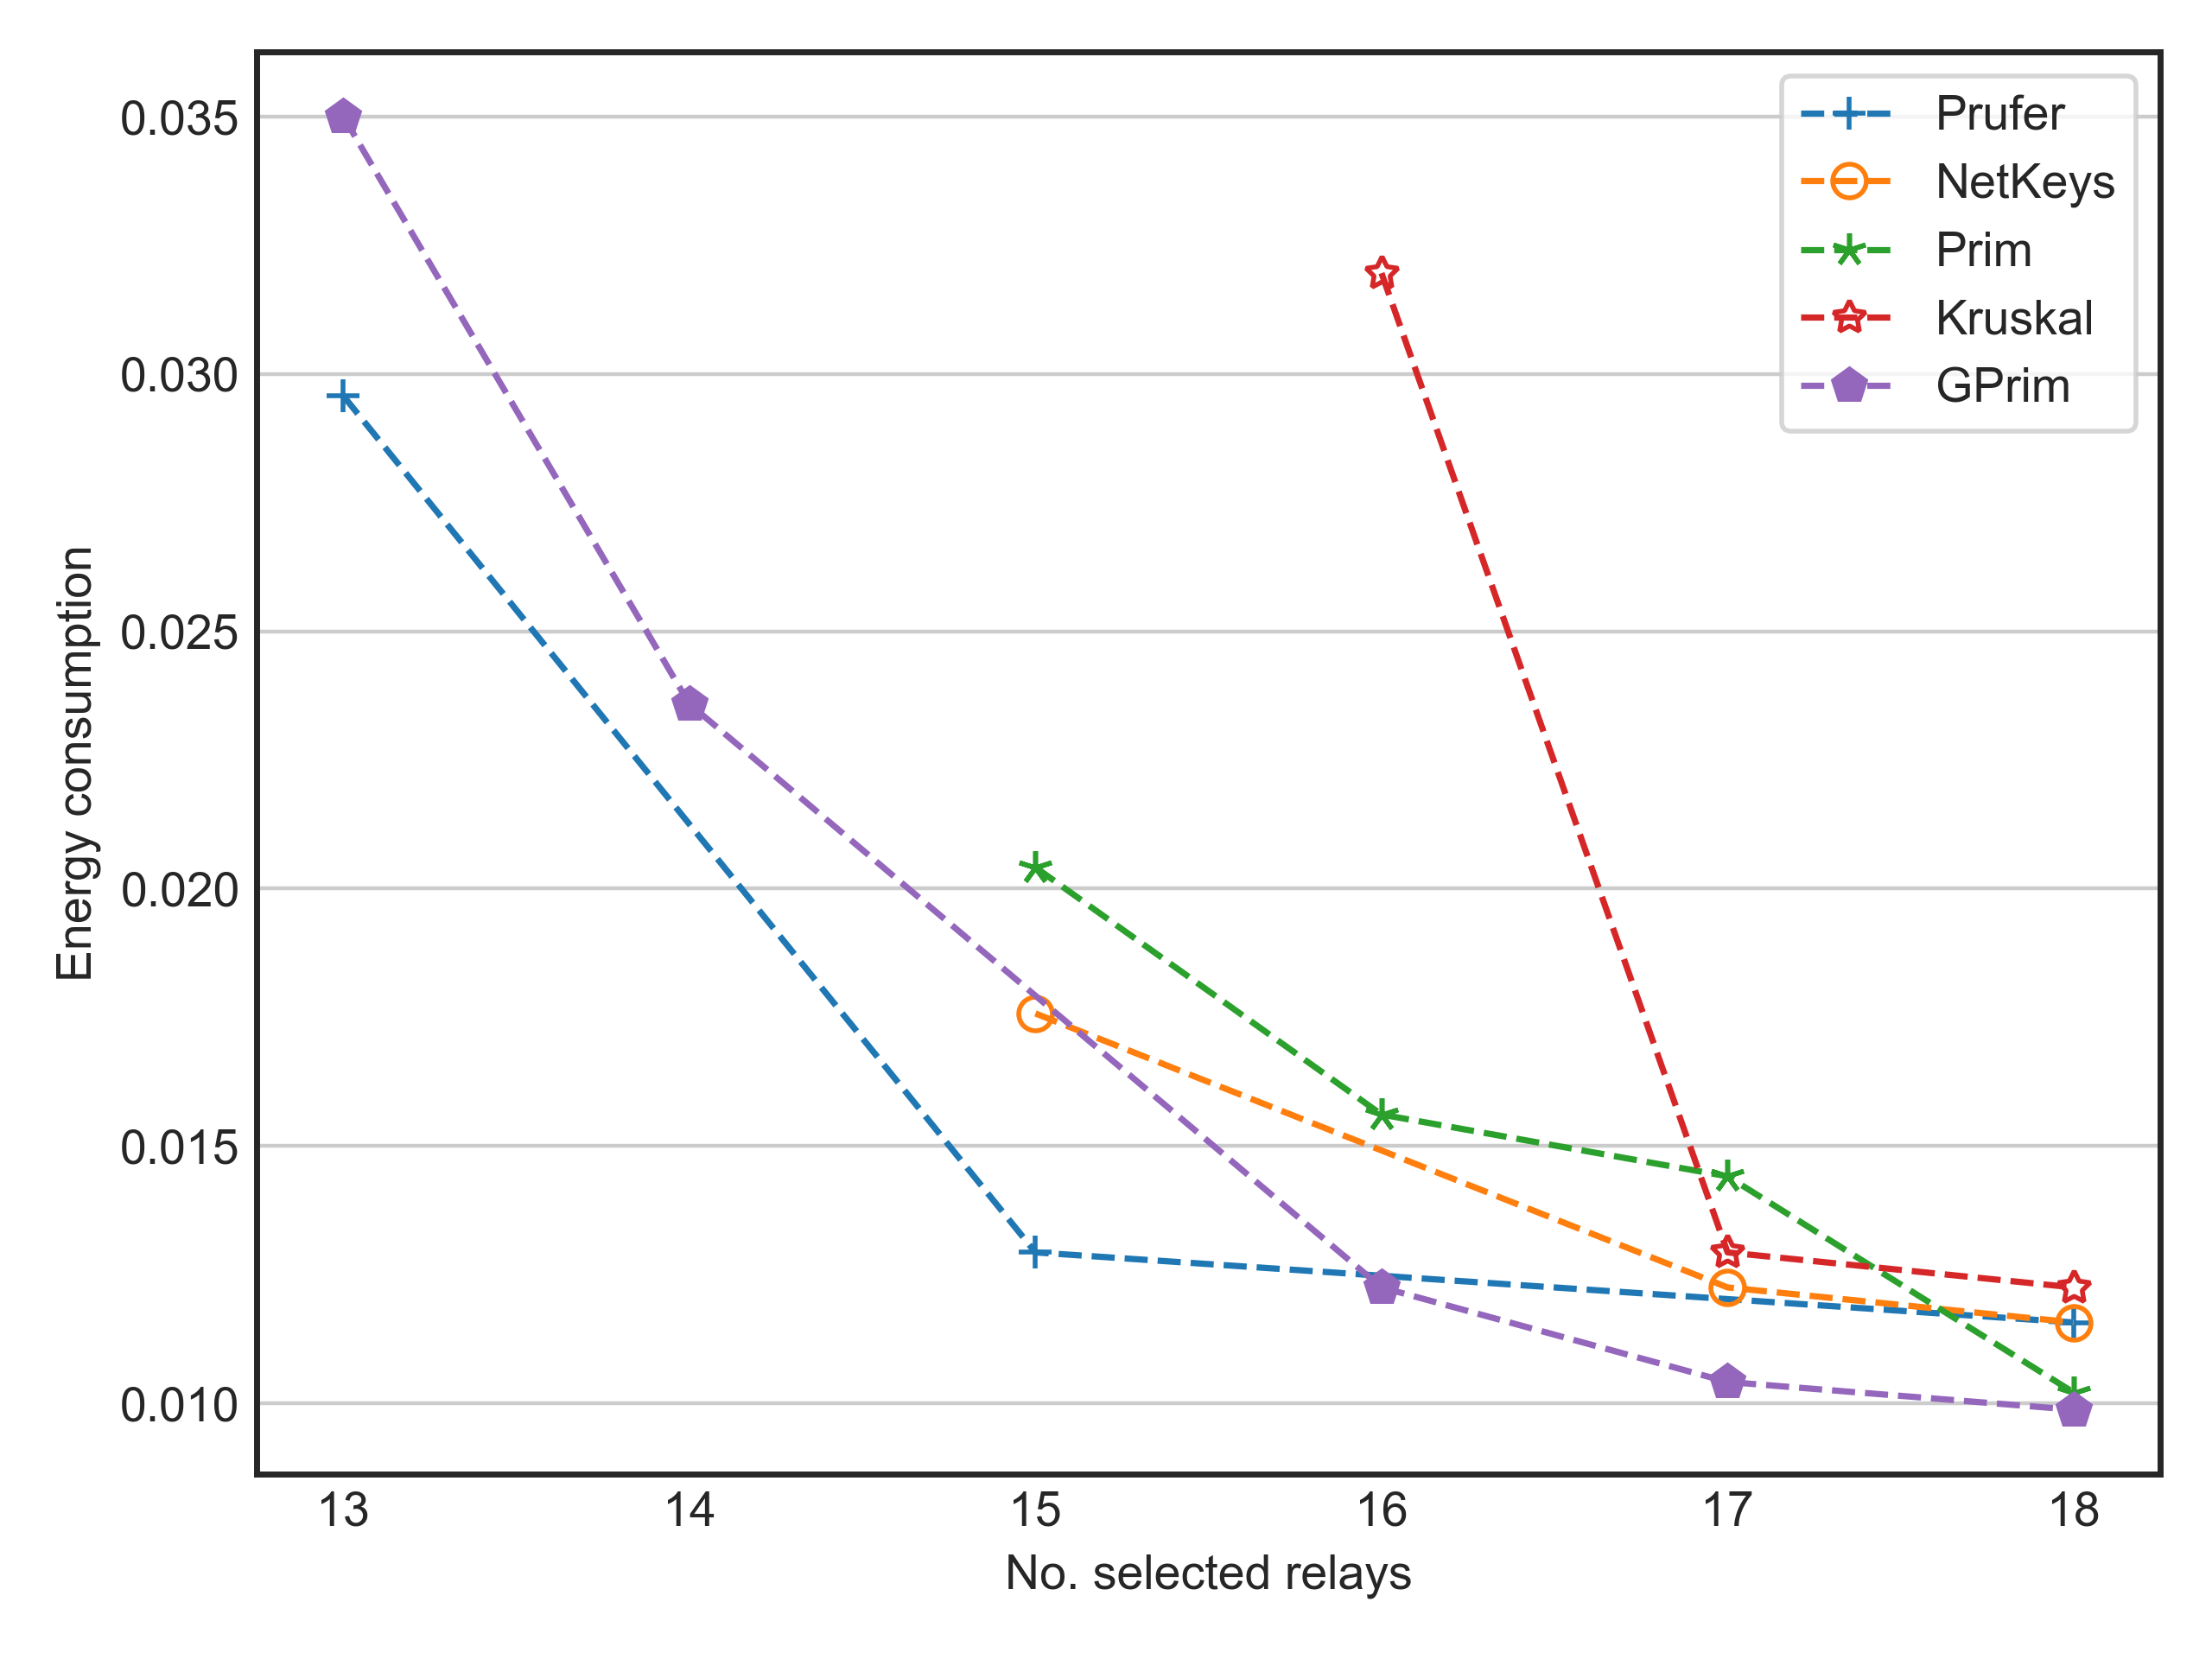 0.035
0.030
0.025
0.020
0.015
0.010
Energy consumption
13 14 15 16 17 18
No. selected relays
Prufer
NetKeys
Prim
Kruskal
GPrim